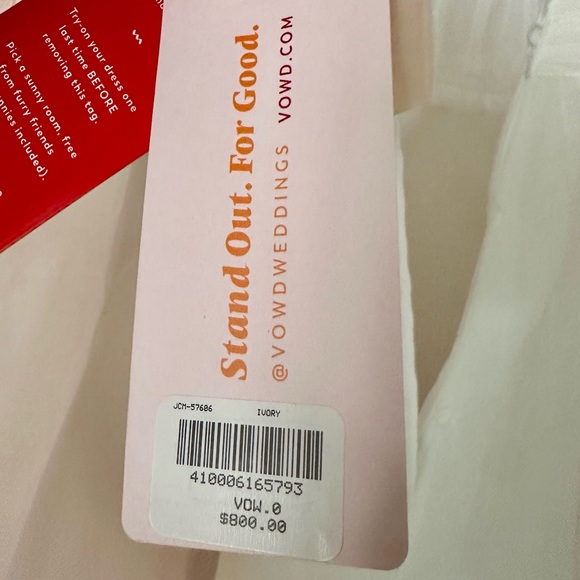 Try-on your dress one
last time BEFORE
removing this tag.
Pick a sunny room, free
from furry friends
included).
Stand Out. For Good.
@VOWDWEDDINGS VOWD.COM
JCM-57606 IVORY
410006165793
VOW.0
$800.00